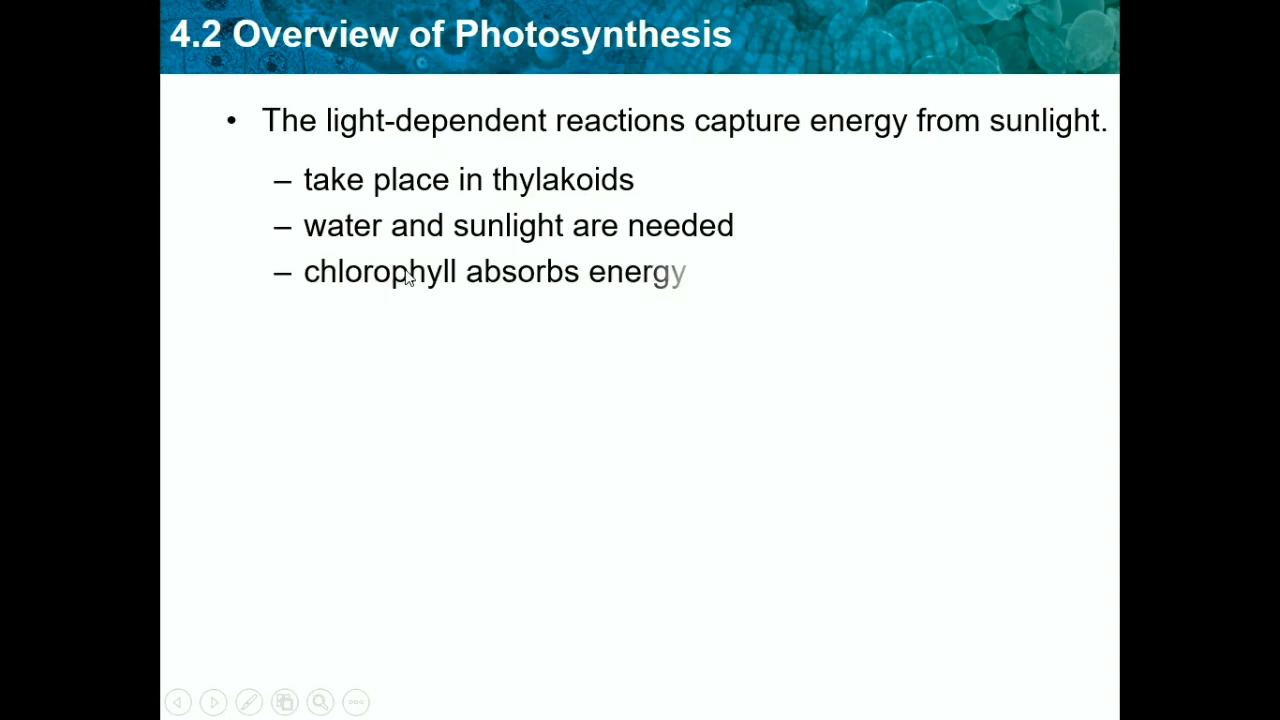 4.2 Overview of Photosynthesis
• The light-dependent reactions capture energy from sunlight.
– take place in thylakoids
– water and sunlight are needed
– chlorophyll absorbs energy